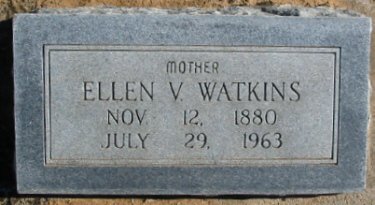 MOTHER
ELLEN V. WATKINS
NOV. 12, 1880
JULY 29, 1963